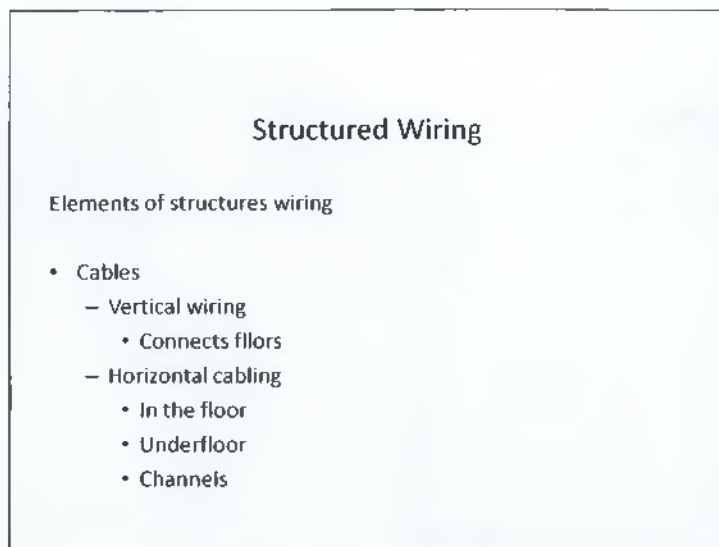 Structured Wiring
Elements of structures wiring
• Cables
– Vertical wiring
• Connects fllors
– Horizontal cabling
• In the floor
• Underfloor
• Channels